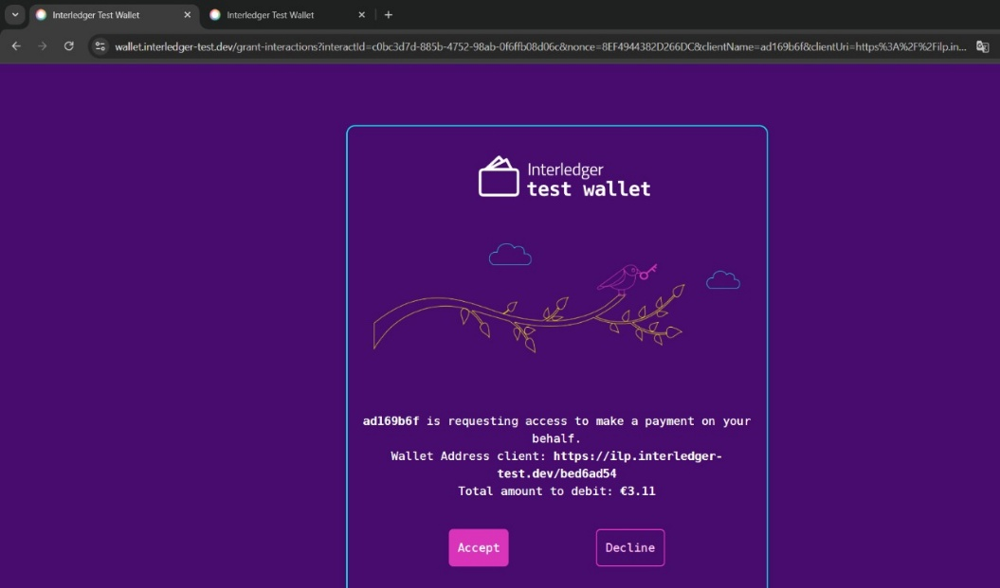 Interledger Test Wallet
Interledger Test Wallet
wallet.interledger-test.dev/grant-interactions?interactId=c0bc3d7d-885b-4752-98ab-0f6ffb08d06c&nonce=8EF4944382D266DC&clientName=ad169b6f&clientUri=https%3A%2F%2Filp.in...
Interledger
test wallet
ad169b6f is requesting access to make a payment on your
behalf.
Wallet Address client: https://ilp.interledger-
test.dev/bed6ad54
Total amount to debit: €3.11
Accept
Decline